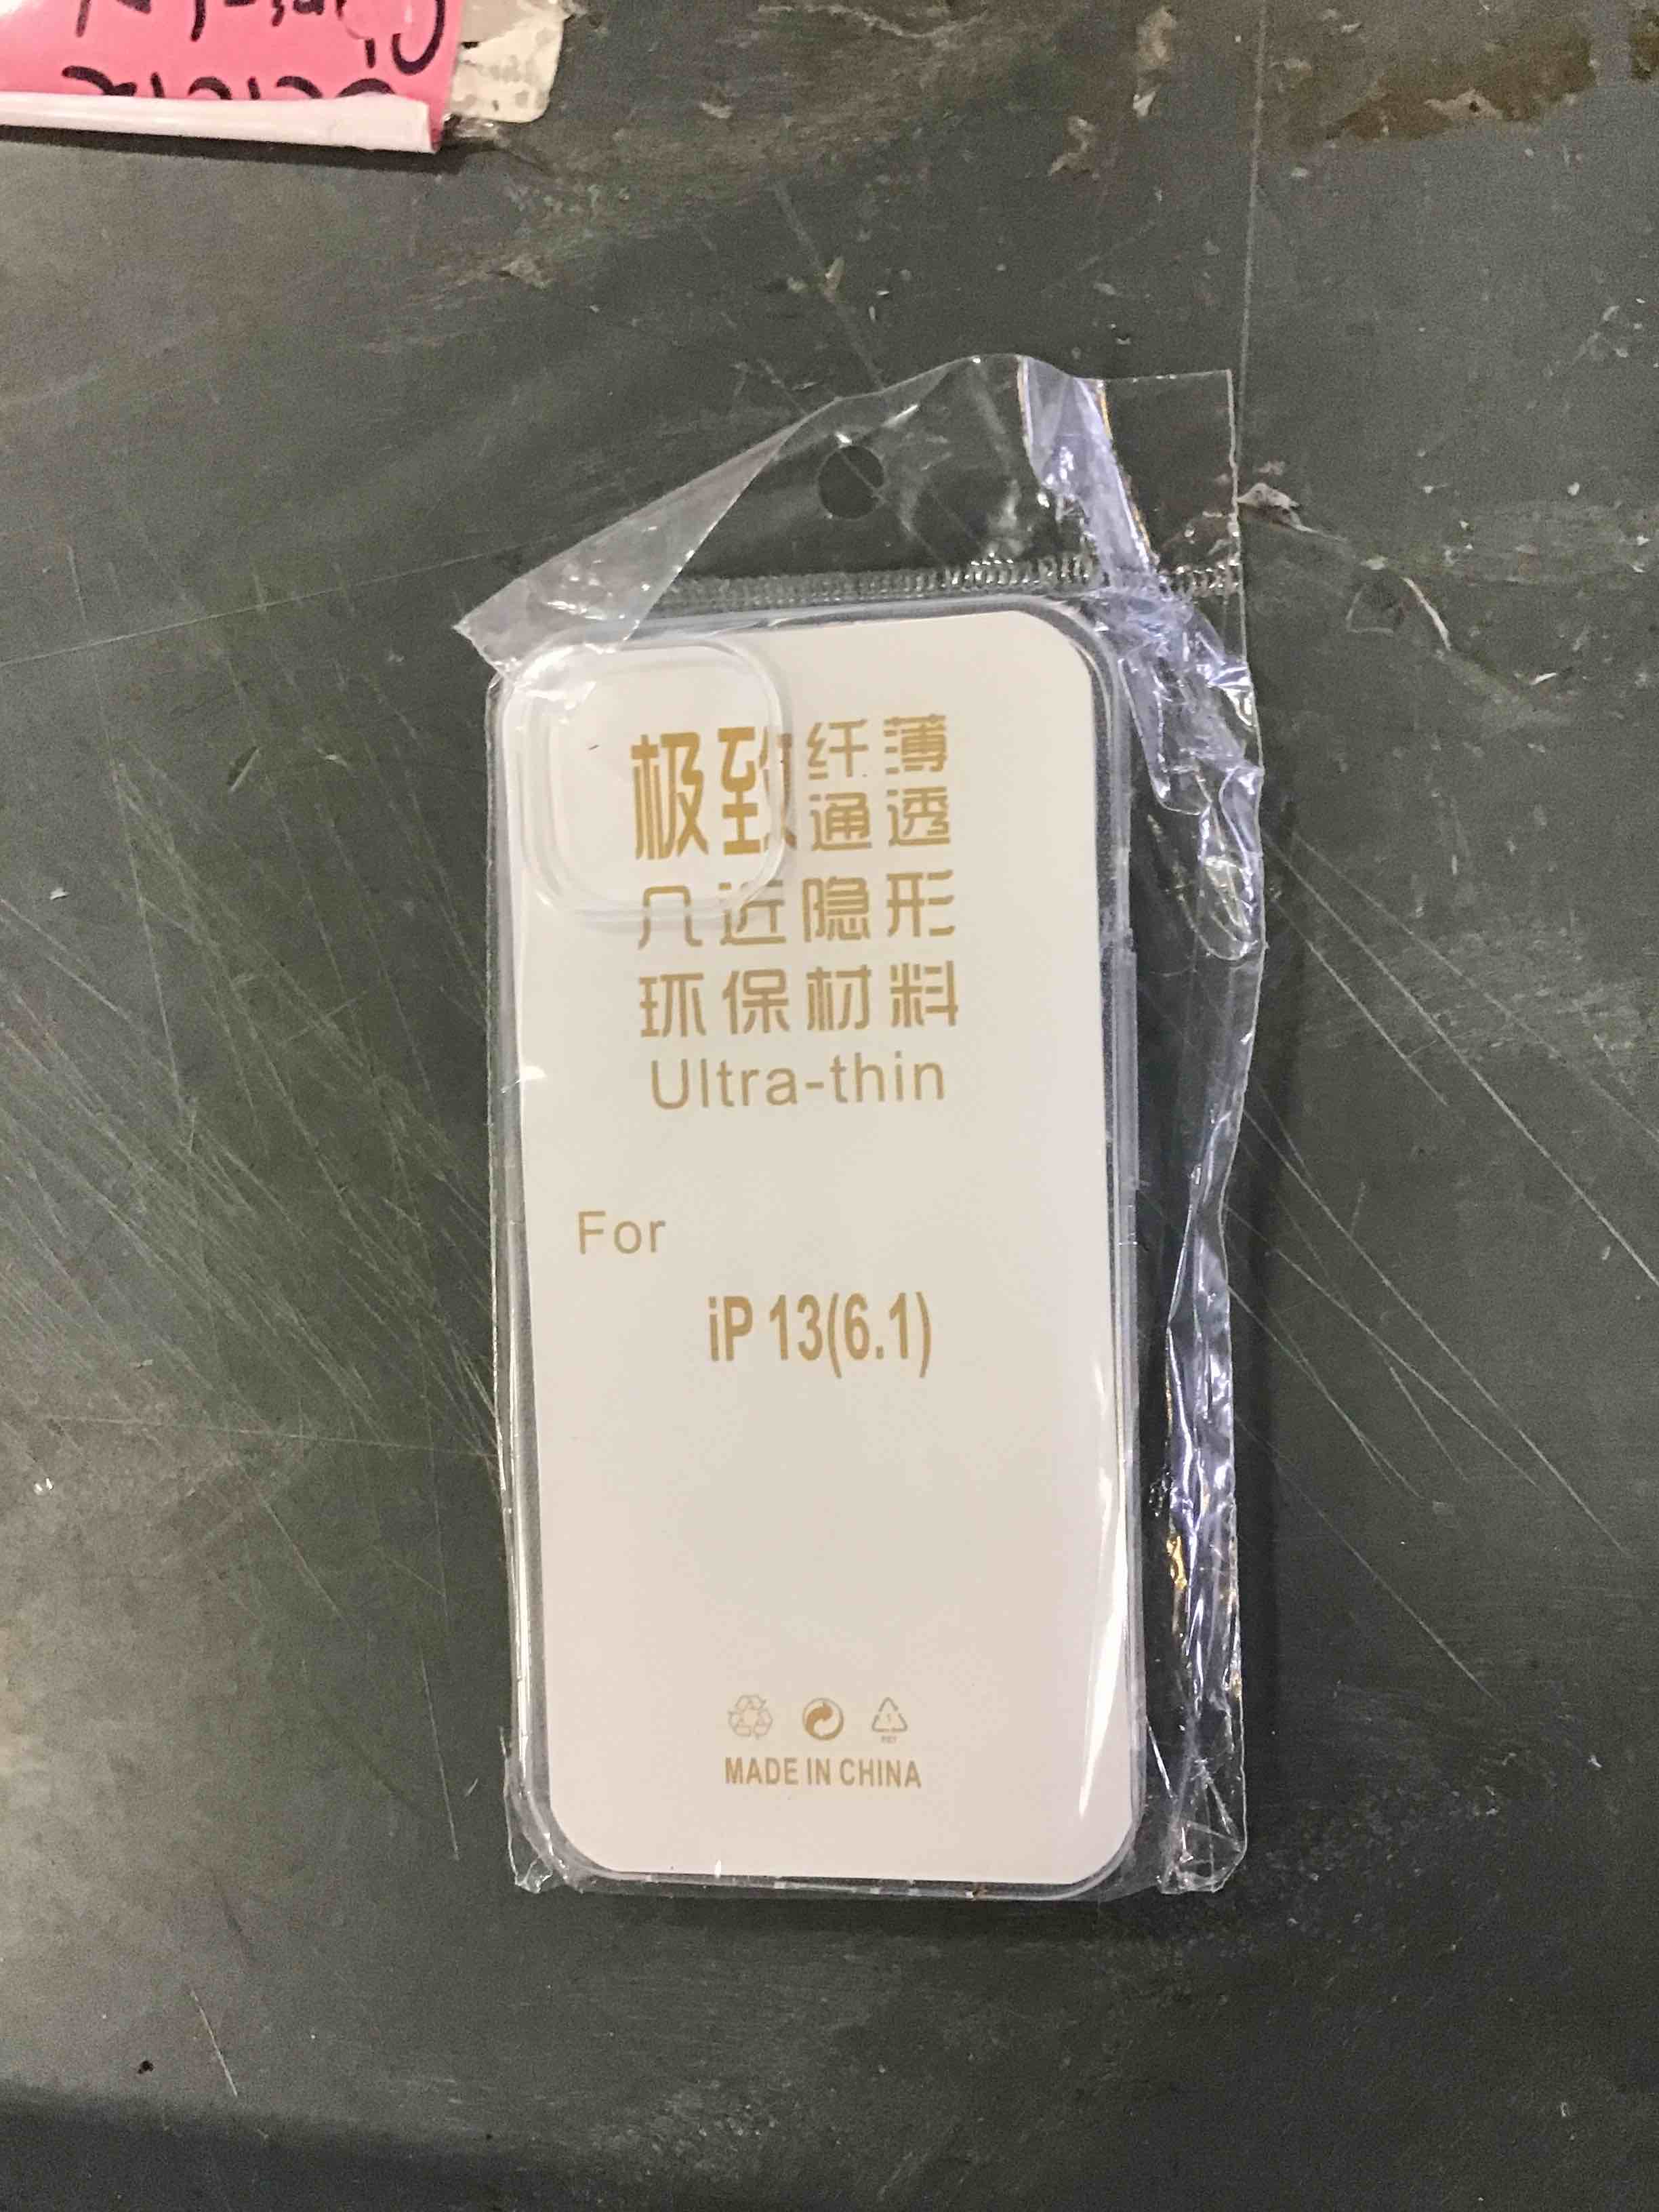 极致 纤薄
通透
几近隐形
环保材料
Ultra-thin
For
iP 13(6.1)
1
MADE IN CHINA